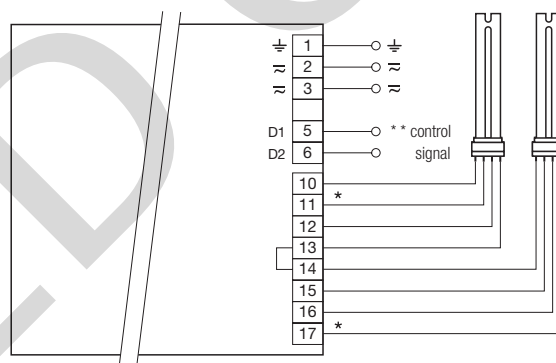 ⏚ 1 ⏚
≂ 2 ≂
≂ 3 ≂
D1 5 * * control
D2 6 signal
10
11 *
12
13
14
15
16
17 *